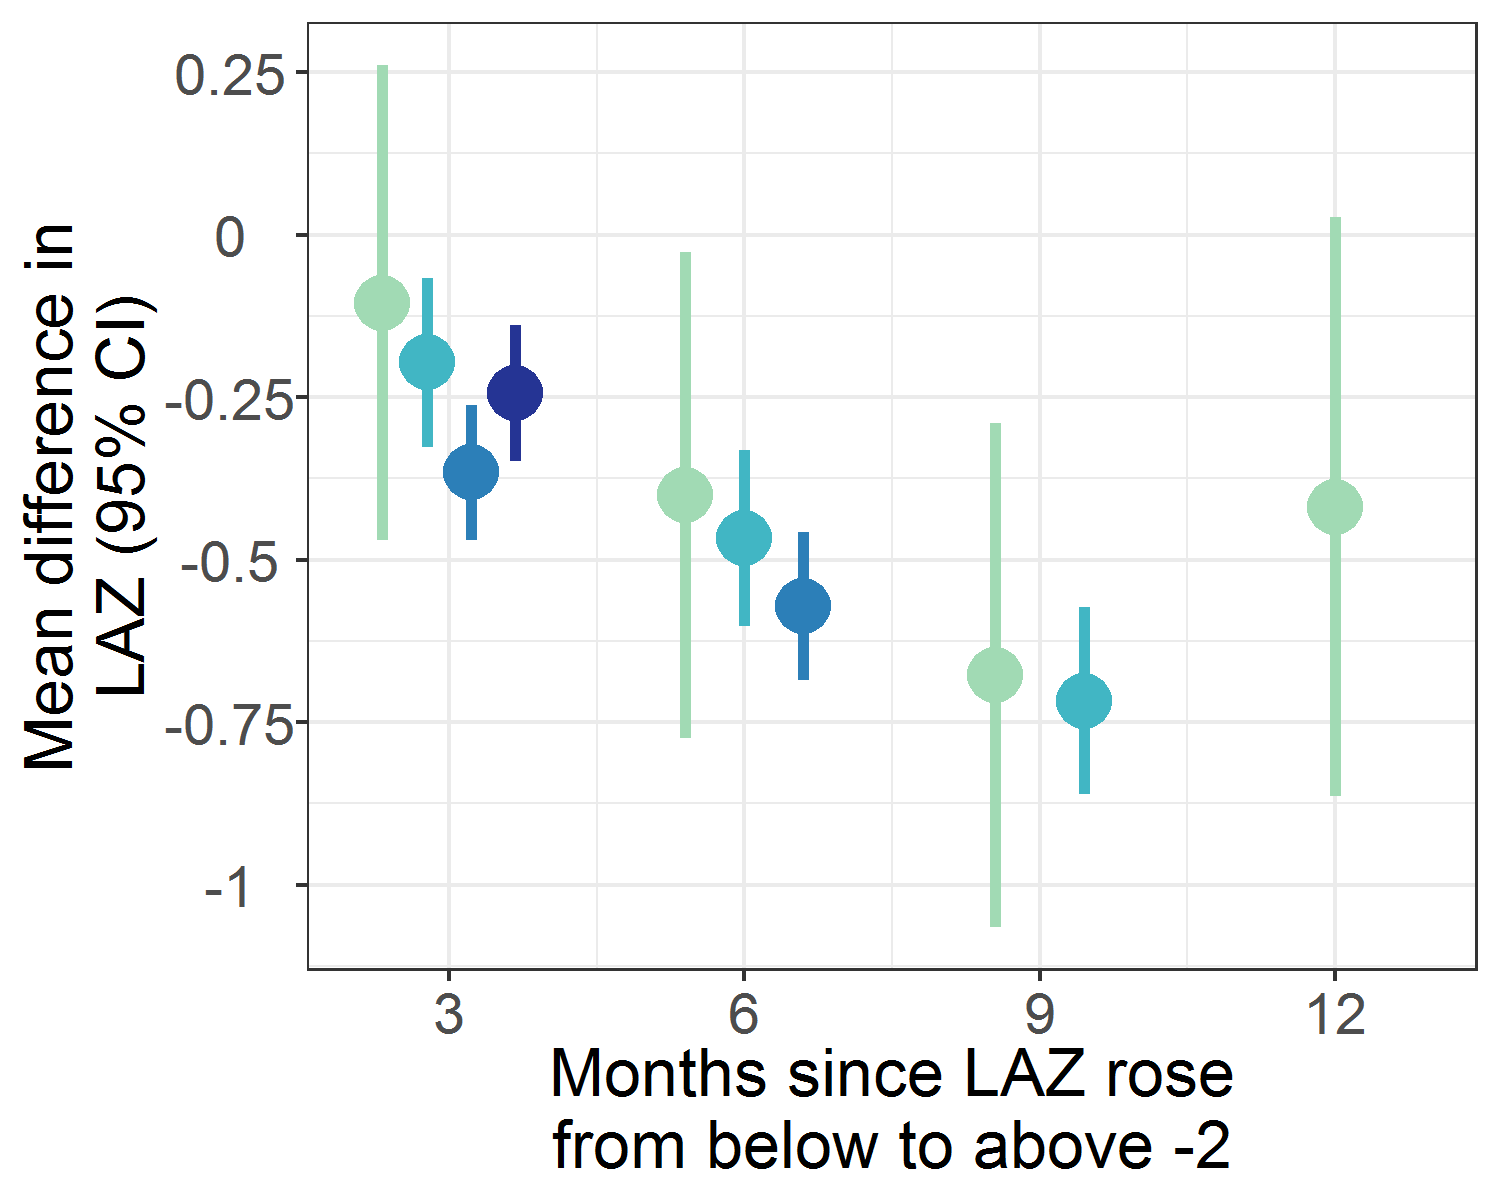 Mean difference in
LAZ (95% CI)
0.25
0
-0.25
-0.5
-0.75
-1
3
6
9
12
Months since LAZ rose
from below to above -2